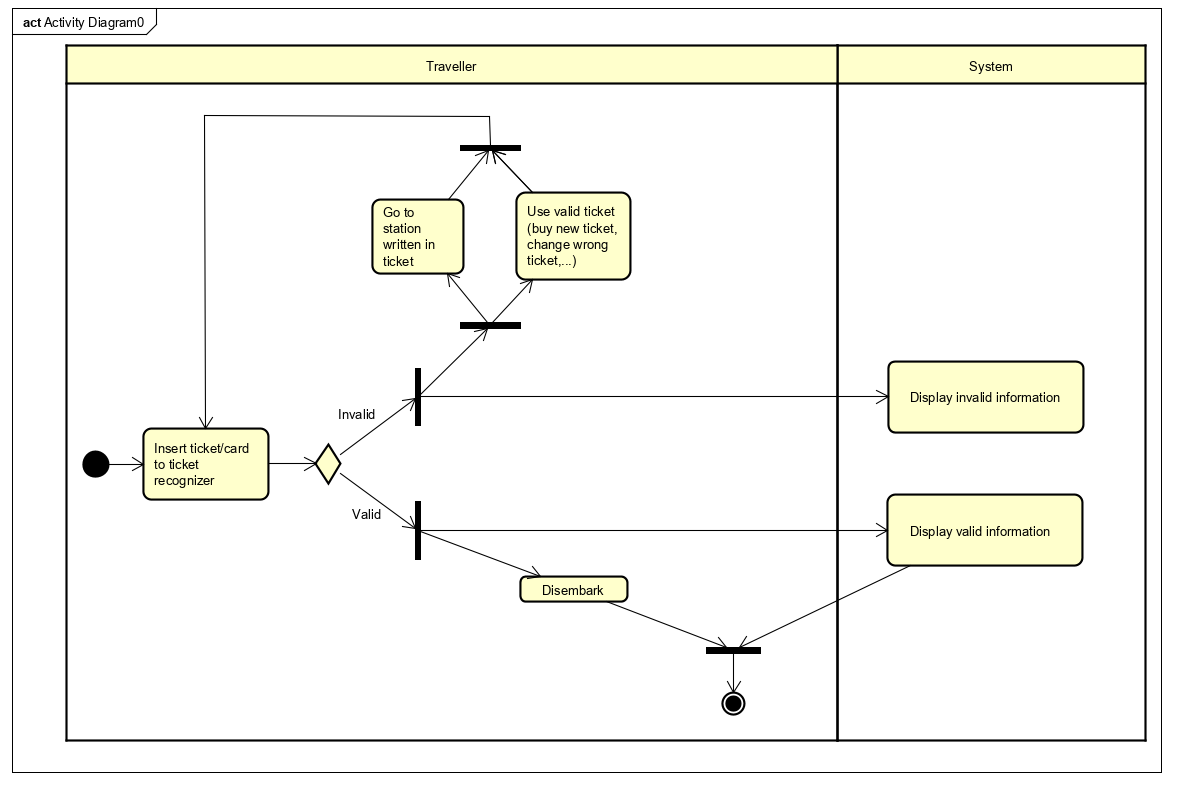 act Activity Diagram0
Traveller
System
Go to
station
written in
ticket
Use valid ticket
(buy new ticket,
change wrong
ticket,...)
Display invalid information
Invalid
Insert ticket/card
to ticket
recognizer
Valid
Display valid information
Disembark